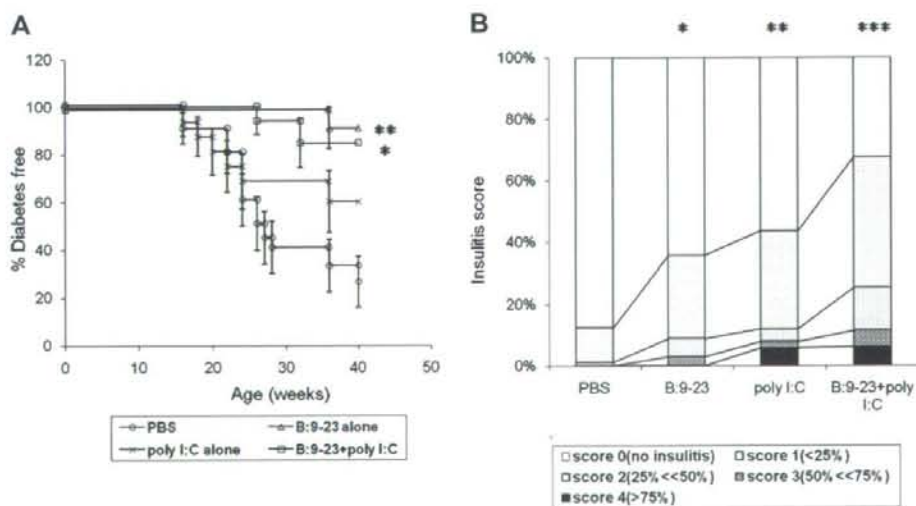 A
120
100
80
60
40
20
0
% Diabetes free
**
*
0 10 20 30 40 50
Age (weeks)
PBS B:9-23 alone
poly I:C alone B:9-23+poly I:C
B
* ** ***
100%
80%
60%
40%
20%
0%
Insulitis score
PBS B:9-23 poly I:C B:9-23+poly
I:C
score 0(no insulitis) score 1(<25%)
score 2(25%<<50%) score 3(50%<<75%)
score 4(>75%)